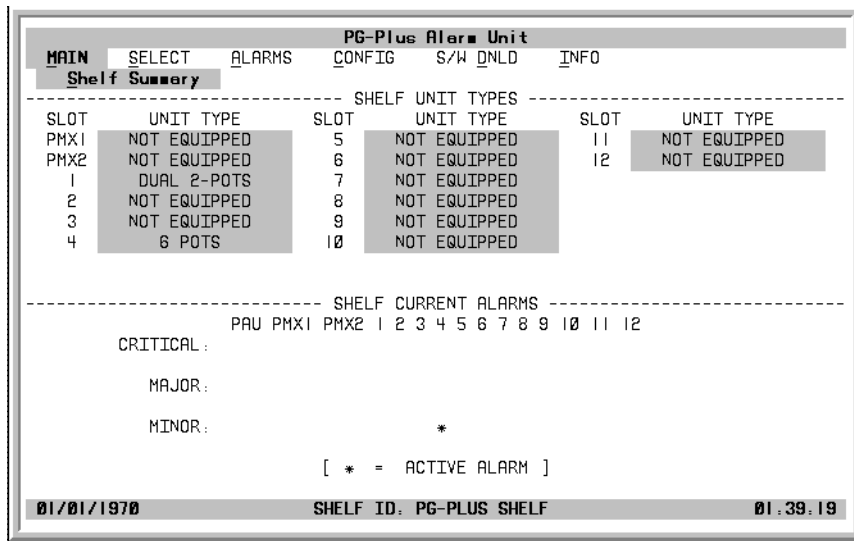 PG-Plus Alarm Unit
MAIN SELECT ALARMS CONFIG S/W DNLD INFO
Shelf Summary
SHELF UNIT TYPES
SLOT UNIT TYPE SLOT UNIT TYPE SLOT UNIT TYPE
PMX1 NOT EQUIPPED 5 NOT EQUIPPED 11 NOT EQUIPPED
PMX2 NOT EQUIPPED 6 NOT EQUIPPED 12 NOT EQUIPPED
1 DUAL 2-POTS 7 NOT EQUIPPED
2 NOT EQUIPPED 8 NOT EQUIPPED
3 NOT EQUIPPED 9 NOT EQUIPPED
4 6 POTS 10 NOT EQUIPPED
SHELF CURRENT ALARMS
PAU PMX1 PMX2 1 2 3 4 5 6 7 8 9 10 11 12
CRITICAL:
MAJOR:
MINOR: *
[ * = ACTIVE ALARM ]
01/01/1970 SHELF ID: PG-PLUS SHELF 01:39:19